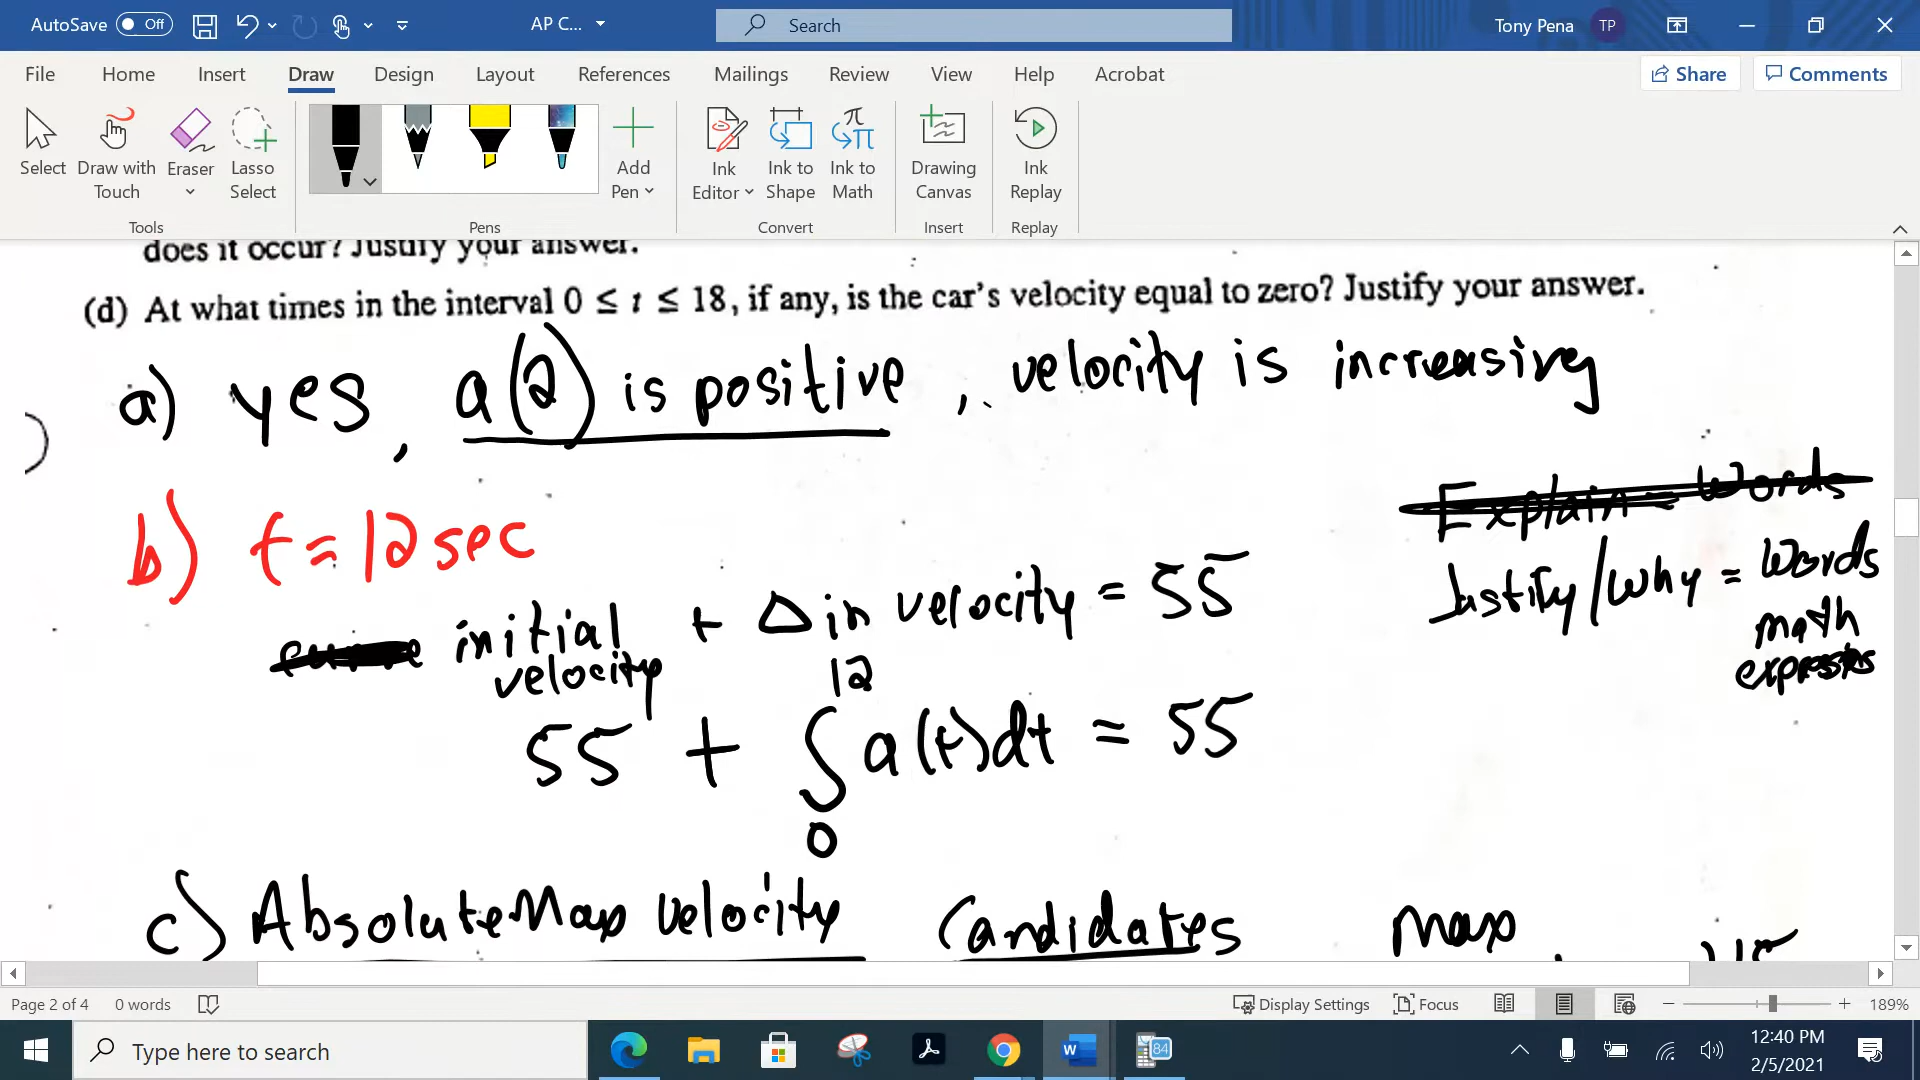 AutoSave Off AP C... Search Tony Pena TP
File Home Insert Draw Design Layout References Mailings Review View Help Acrobat Share Comments
Select Draw with Touch Eraser Lasso Select Add Pen Ink Editor Ink to Shape Ink to Math Drawing Canvas Ink Replay
Tools Pens Convert Insert Replay
does it occur? Justify your answer.
(d) At what times in the interval 0 ≤ t ≤ 18, if any, is the car's velocity equal to zero? Justify your answer.
a) yes, a(2) is positive, velocity is increasing
Explain = words
b) t = 12 sec
Justify/Why = words
math
initial + Δ in velocity = 55
velocity
55 + ∫₀¹² a(t)dt = 55
c) Absolute Max Velocity Candidates max
Page 2 of 4 0 words Display Settings Focus 189%
Type here to search 84 12:40 PM
2/5/2021